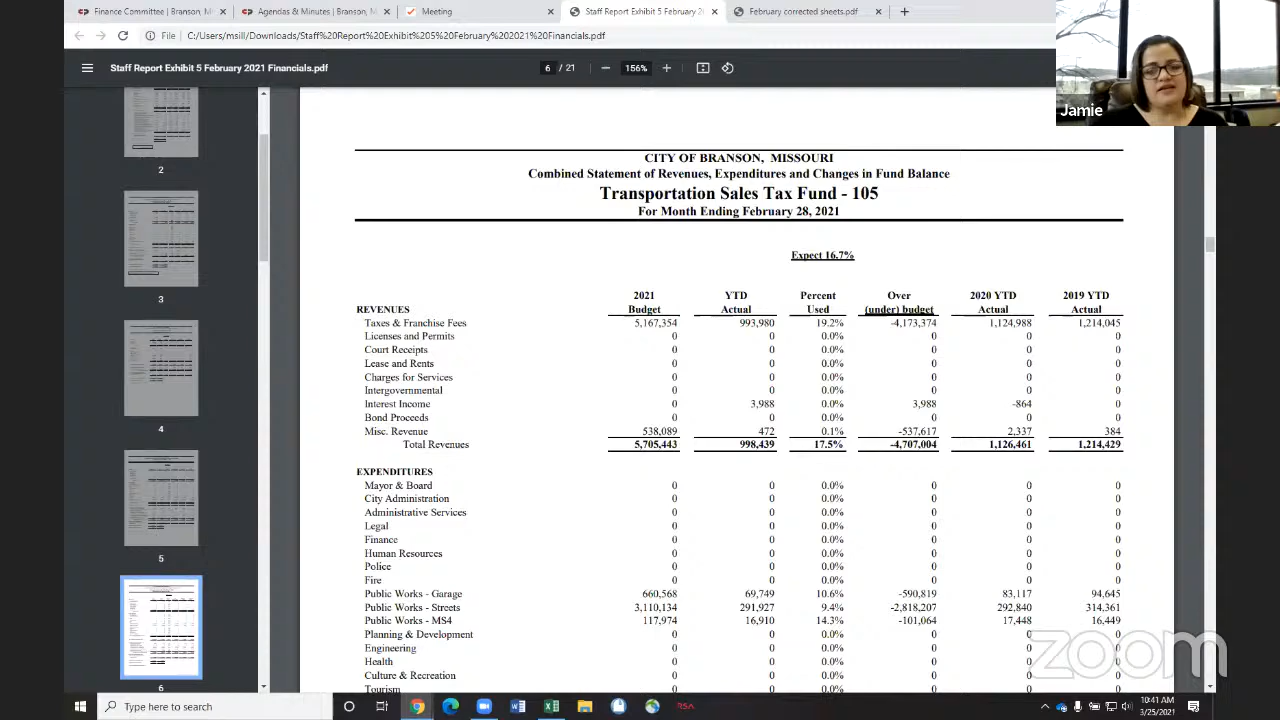 Finance Committee | Branson, M
Agendas & Minutes | Branson, M
Meeting
Staff Report Exhibit 5 February 2
February corrected sheets.pdf
File C:/Users/msill/Downloads/Staff%20Report%20Exhibit%205%20February%202021%20Financials.pdf
Staff Report Exhibit 5 February 2021 Financials.pdf
6 / 21
156%
Jamie
2
3
4
5
6
CITY OF BRANSON, MISSOURI
Combined Statement of Revenues, Expenditures and Changes in Fund Balance
Transportation Sales Tax Fund - 105
For Month Ending February 28, 2021
Expect 16.7%
2021 YTD Percent Over 2020 YTD 2019 YTD
REVENUES Budget Actual Used (under) budget Actual Actual
Taxes & Franchise Fees 5,167,354 993,980 19.2% -4,173,374 1,124,988 1,214,045
Licenses and Permits 0 0 0.0% 0 0 0
Court Receipts 0 0 0.0% 0 0 0
Lease and Rents 0 0 0.0% 0 0 0
Charges for Services 0 0 0.0% 0 0 0
Intergovernmental 0 0 0.0% 0 0 0
Interest Income 0 3,988 0.0% 3,988 -864 0
Bond Proceeds 0 0 0.0% 0 0 0
Misc. Revenue 538,089 472 0.1% -537,617 2,337 384
Total Revenues 5,705,443 998,439 17.5% -4,707,004 1,126,461 1,214,429
EXPENDITURES
Mayor & Board 0 0 0.0% 0 0 0
City Administration 0 0 0.0% 0 0 0
Administrative Services 0 0 0.0% 0 0 0
Legal 0 0 0.0% 0 0 0
Finance 0 0 0.0% 0 0 0
Human Resources 0 0 0.0% 0 0 0
Police 0 0 0.0% 0 0 0
Fire 0 0 0.0% 0 0 0
Public Works - Garage 660,568 69,749 10.6% -590,819 83,117 94,645
Public Works - Streets 3,110,134 291,927 9.4% -2,818,207 292,840 314,361
Public Works - MS4 117,974 16,910 14.3% -101,064 17,448 16,449
Planning & Development 0 0 0.0% 0 0 0
Engineering 0 0 0.0% 0 0 0
Health 0 0 0.0% 0 0 0
Culture & Recreation 0 0 0.0% 0 0 0
Tourism 0 0 0.0% 0 0 0
zoom
Type here to search
RSA
10:41 AM
3/25/2021